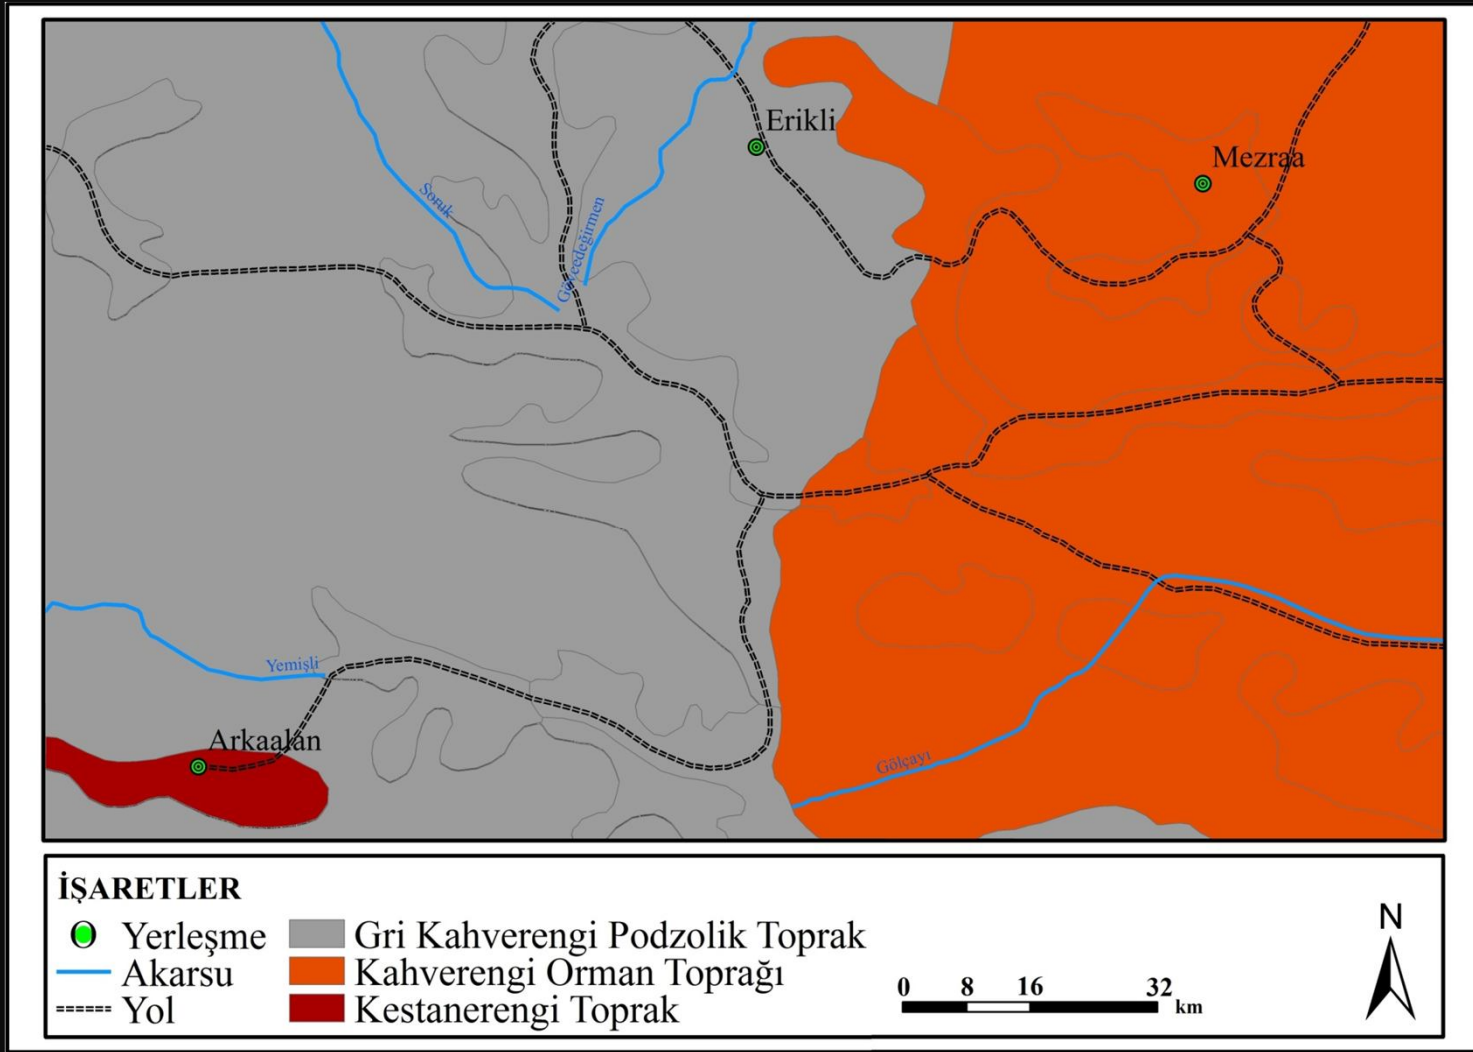 Erikli
Mezraa
Soruk
Gövcedeğirmen
Yemişli
Arkaalan
Gölçayı
İŞARETLER
Yerleşme
Akarsu
Yol
Gri Kahverengi Podzolik Toprak
Kahverengi Orman Toprağı
Kestanerengi Toprak
0 8 16 32
km
N